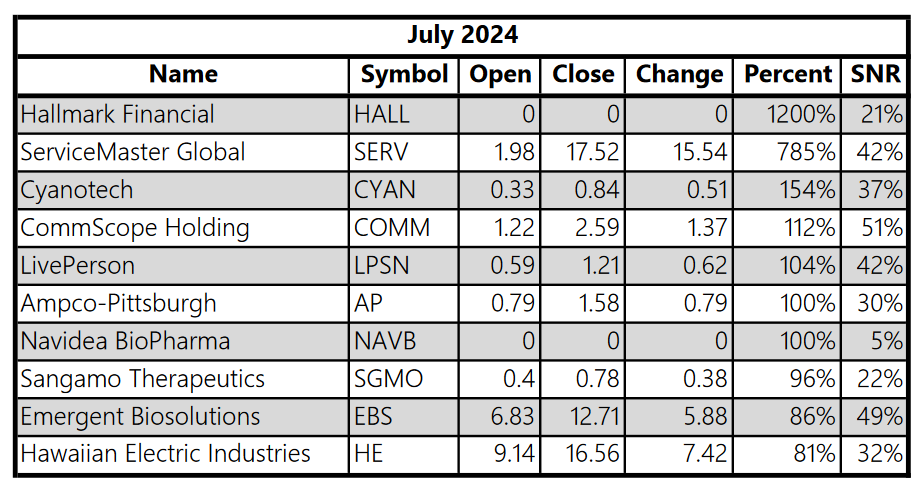 July 2024
Name Symbol Open Close Change Percent SNR
Hallmark Financial HALL 0 0 0 1200% 21%
ServiceMaster Global SERV 1.98 17.52 15.54 785% 42%
Cyanotech CYAN 0.33 0.84 0.51 154% 37%
CommScope Holding COMM 1.22 2.59 1.37 112% 51%
LivePerson LPSN 0.59 1.21 0.62 104% 42%
Ampco-Pittsburgh AP 0.79 1.58 0.79 100% 30%
Navidea BioPharma NAVB 0 0 0 100% 5%
Sangamo Therapeutics SGMO 0.4 0.78 0.38 96% 22%
Emergent Biosolutions EBS 6.83 12.71 5.88 86% 49%
Hawaiian Electric Industries HE 9.14 16.56 7.42 81% 32%